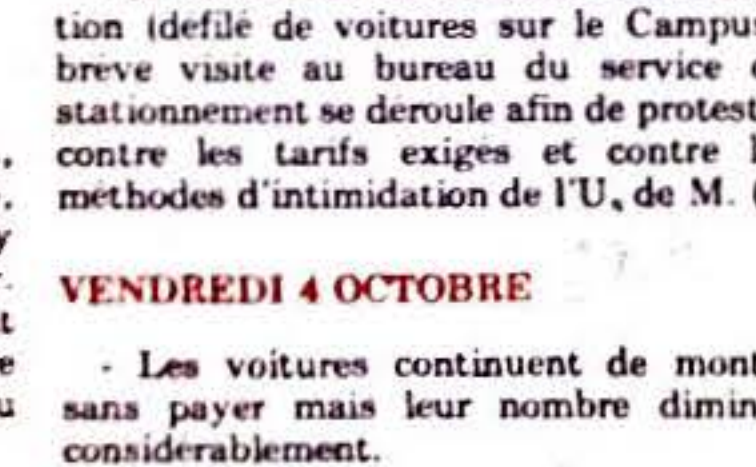 tion (défilé de voitures sur le Campu
brève visite au bureau du service
stationnement se déroule afin de protest
contre les tarifs exigés et contre l
méthodes d'intimidation de l'U. de M. (
VENDREDI 4 OCTOBRE
- Les voitures continuent de mont
sans payer mais leur nombre dimin
considérablement.